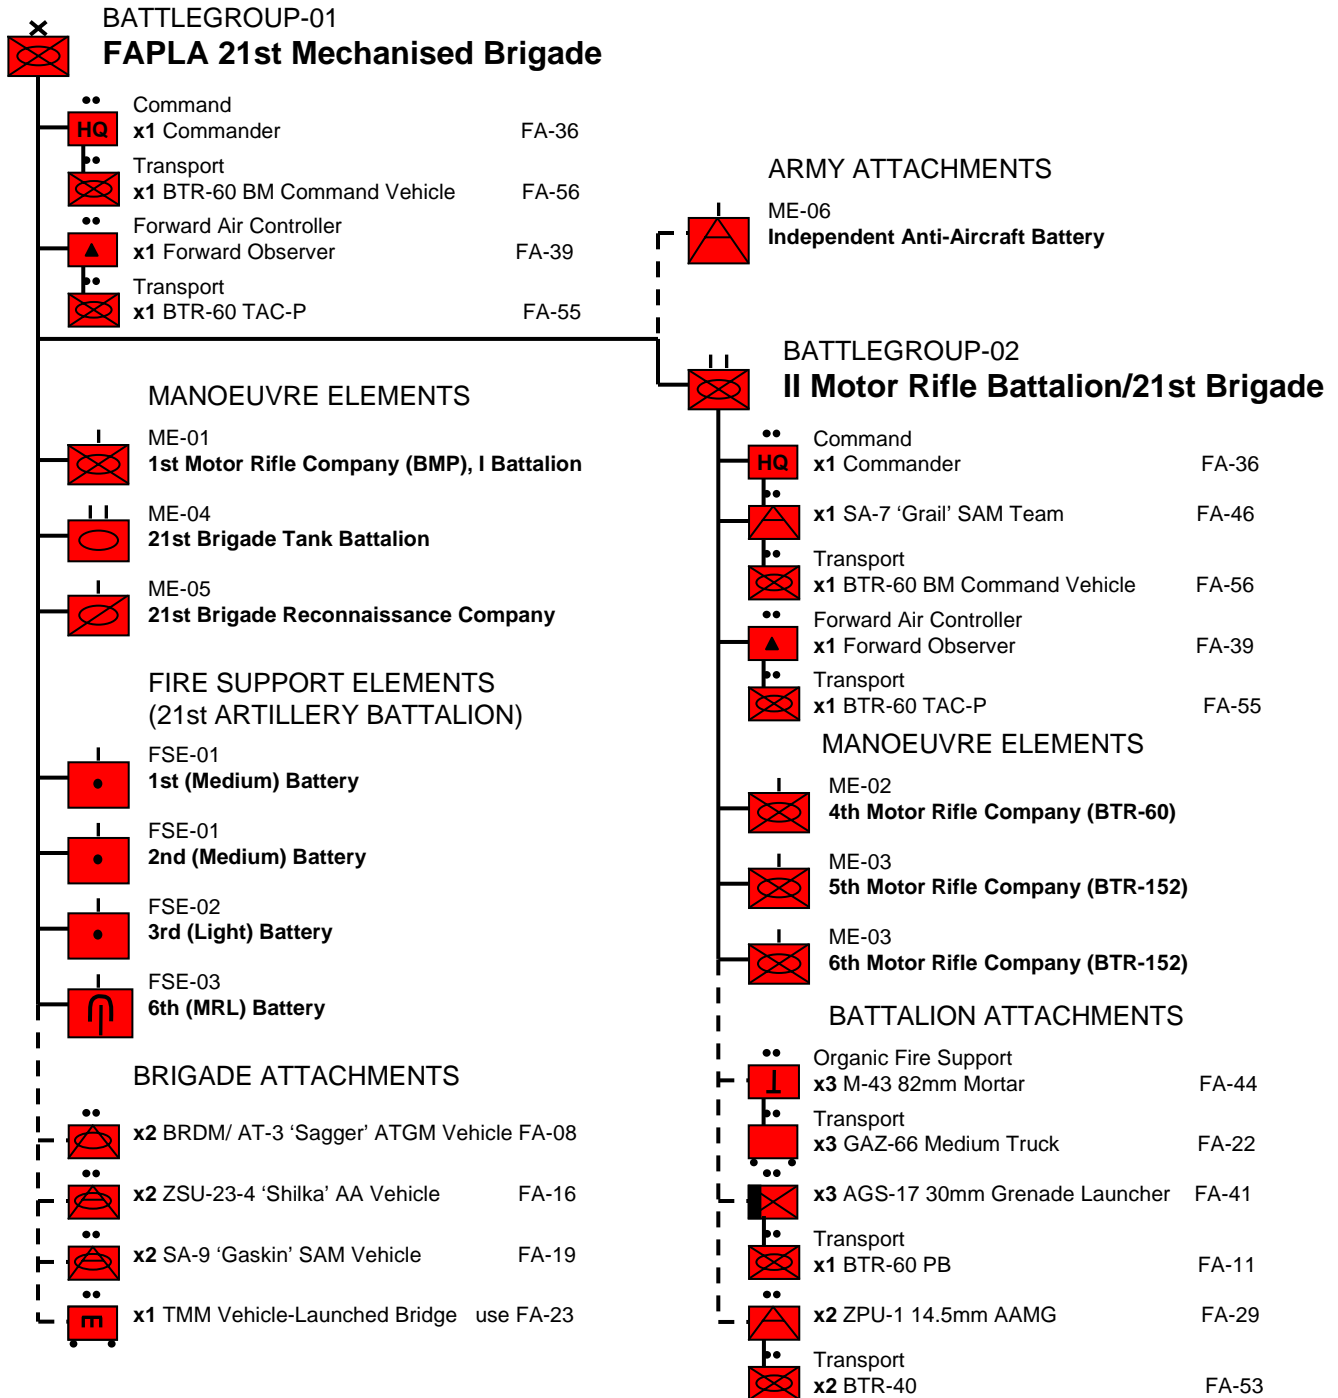 BATTLEGROUP-01
FAPLA 21st Mechanised Brigade
Command
HQ x1 Commander FA-36
Transport
x1 BTR-60 BM Command Vehicle FA-56
Forward Air Controller
x1 Forward Observer FA-39
Transport
x1 BTR-60 TAC-P FA-55
MANOEUVRE ELEMENTS
ME-01
1st Motor Rifle Company (BMP), I Battalion
ME-04
21st Brigade Tank Battalion
ME-05
21st Brigade Reconnaissance Company
FIRE SUPPORT ELEMENTS
(21st ARTILLERY BATTALION)
FSE-01
1st (Medium) Battery
FSE-01
2nd (Medium) Battery
FSE-02
3rd (Light) Battery
FSE-03
6th (MRL) Battery
BRIGADE ATTACHMENTS
x2 BRDM/ AT-3 ‘Sagger’ ATGM Vehicle FA-08
x2 ZSU-23-4 ‘Shilka’ AA Vehicle FA-16
x2 SA-9 ‘Gaskin’ SAM Vehicle FA-19
x1 TMM Vehicle-Launched Bridge use FA-23
ARMY ATTACHMENTS
ME-06
Independent Anti-Aircraft Battery
BATTLEGROUP-02
II Motor Rifle Battalion/21st Brigade
Command
HQ x1 Commander FA-36
x1 SA-7 ‘Grail’ SAM Team FA-46
Transport
x1 BTR-60 BM Command Vehicle FA-56
Forward Air Controller
x1 Forward Observer FA-39
Transport
x1 BTR-60 TAC-P FA-55
MANOEUVRE ELEMENTS
ME-02
4th Motor Rifle Company (BTR-60)
ME-03
5th Motor Rifle Company (BTR-152)
ME-03
6th Motor Rifle Company (BTR-152)
BATTALION ATTACHMENTS
Organic Fire Support
x3 M-43 82mm Mortar FA-44
Transport
x3 GAZ-66 Medium Truck FA-22
x3 AGS-17 30mm Grenade Launcher FA-41
Transport
x1 BTR-60 PB FA-11
x2 ZPU-1 14.5mm AAMG FA-29
Transport
x2 BTR-40 FA-53